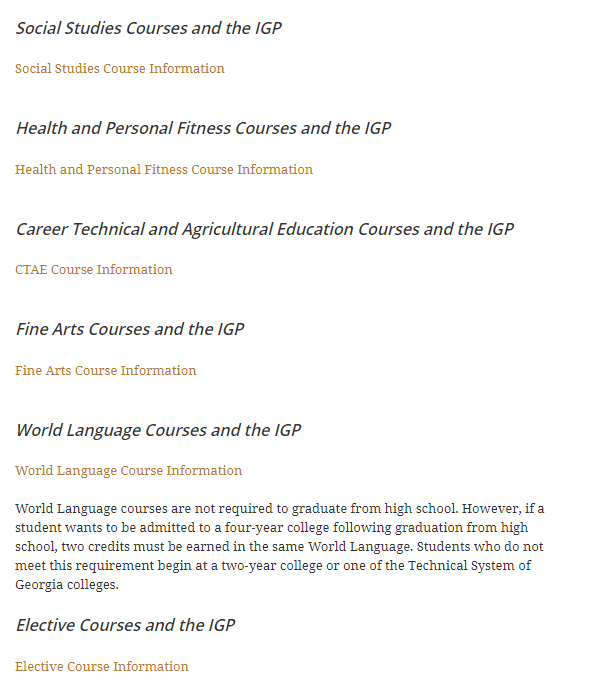 Social Studies Courses and the IGP
Social Studies Course Information
Health and Personal Fitness Courses and the IGP
Health and Personal Fitness Course Information
Career Technical and Agricultural Education Courses and the IGP
CTAE Course Information
Fine Arts Courses and the IGP
Fine Arts Course Information
World Language Courses and the IGP
World Language Course Information
World Language courses are not required to graduate from high school. However, if a
student wants to be admitted to a four-year college following graduation from high
school, two credits must be earned in the same World Language. Students who do not
meet this requirement begin at a two-year college or one of the Technical System of
Georgia colleges.
Elective Courses and the IGP
Elective Course Information